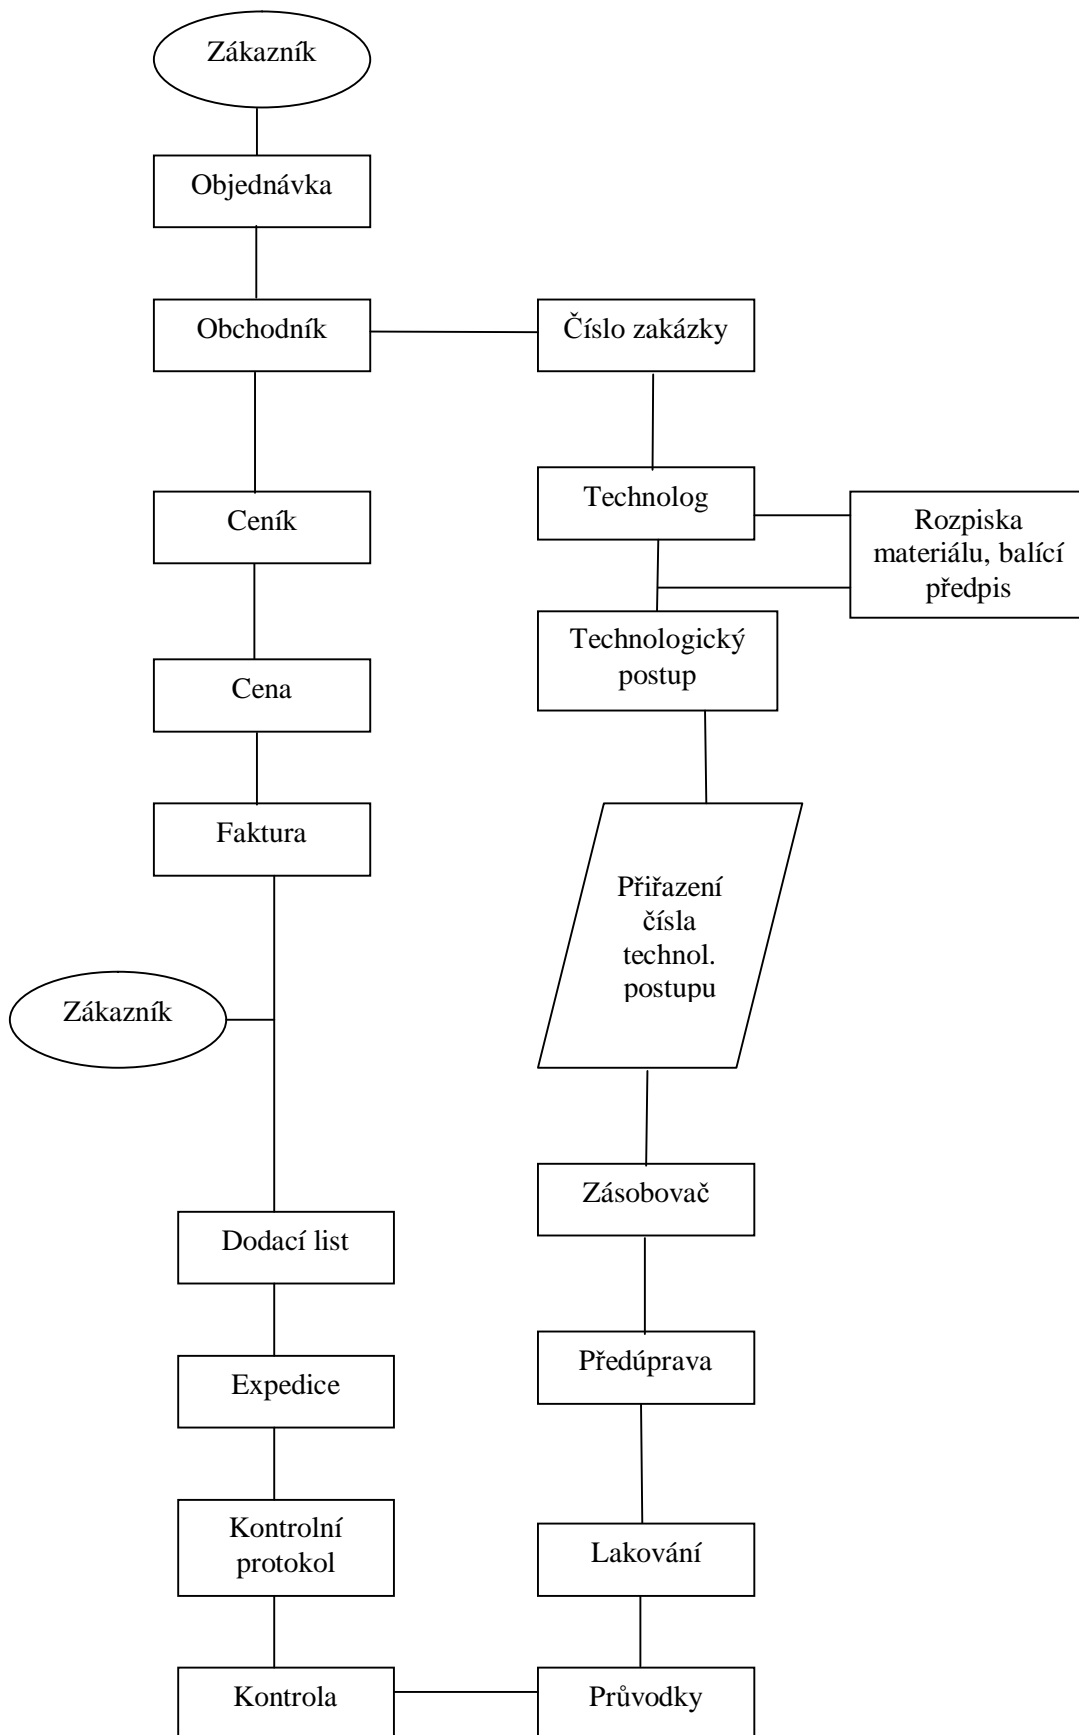 Zákazník
Objednávka
Obchodník
Číslo zakázky
Technolog
Ceník
Rozpiska
materiálu, balící
předpis
Technologický
postup
Cena
Faktura
Přiřazení
čísla
technol.
postupu
Zákazník
Zásobovač
Dodací list
Předúprava
Expedice
Kontrolní
protokol
Lakování
Kontrola
Průvodky